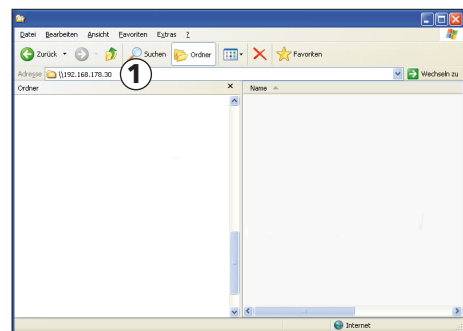 Datei Bearbeiten Ansicht Favoriten Extras ?
Zurück Suchen Ordner Favoriten
Adresse \\192.168.178.30 1 Wechseln zu
Ordner x Name
Internet